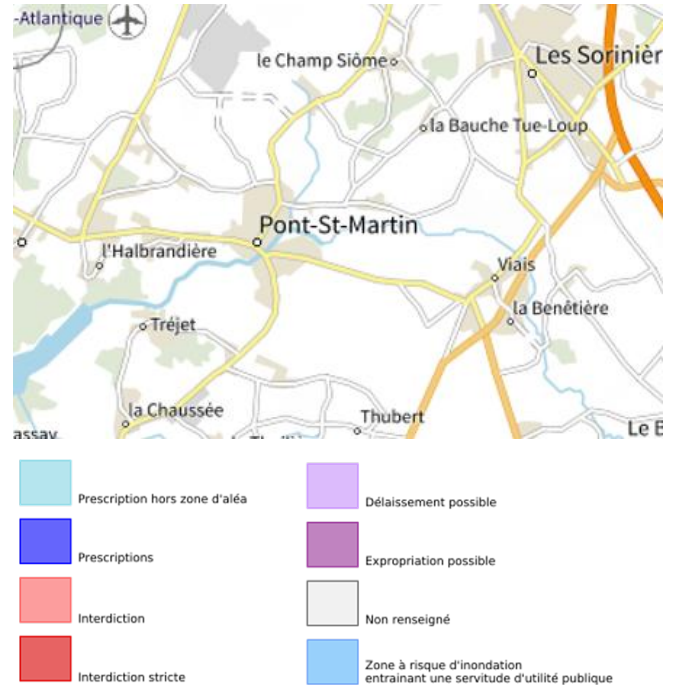 -Atlantique
le Champ Siôme
Les Sorinièr
la Bauche Tue-Loup
Pont-St-Martin
l'Halbrandière
Viais
la Benêtière
Tréjet
la Chaussée
Thubert
assay
Le B
Prescription hors zone d'aléa
Prescriptions
Interdiction
Interdiction stricte
Délaissement possible
Expropriation possible
Non renseigné
Zone à risque d'inondation
entrainant une servitude d'utilité publique